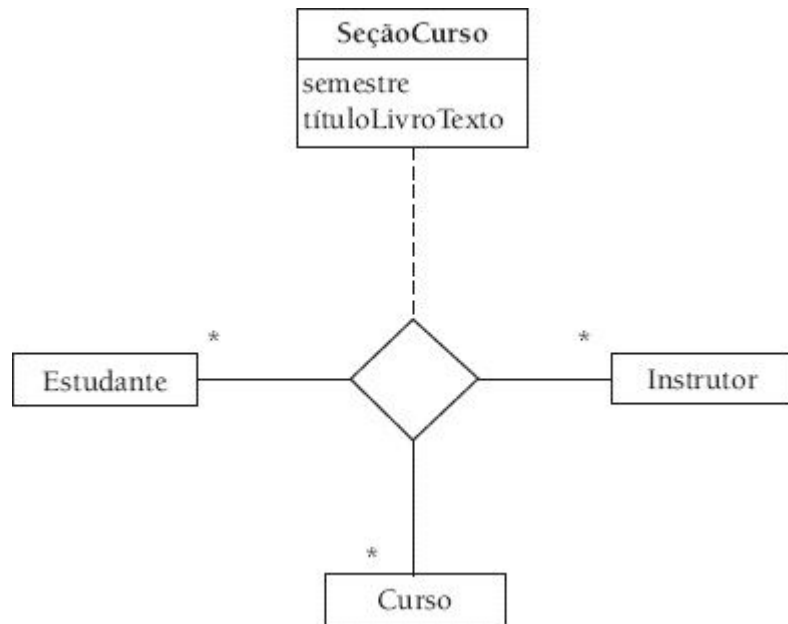 SeçãoCurso
semestre
títuloLivroTexto
*
*
Estudante
Instrutor
*
Curso